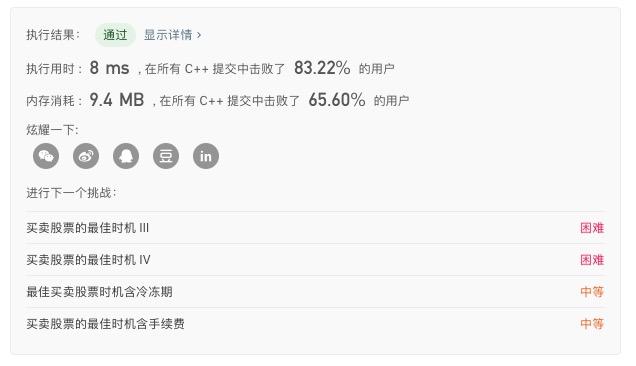 执行结果： 通过 显示详情 ›
执行用时： 8 ms , 在所有 C++ 提交中击败了 83.22% 的用户
内存消耗： 9.4 MB , 在所有 C++ 提交中击败了 65.60% 的用户
炫耀一下:
豆 in
进行下一个挑战：
买卖股票的最佳时机 III 困难
买卖股票的最佳时机 IV 困难
最佳买卖股票时机含冷冻期 中等
买卖股票的最佳时机含手续费 中等